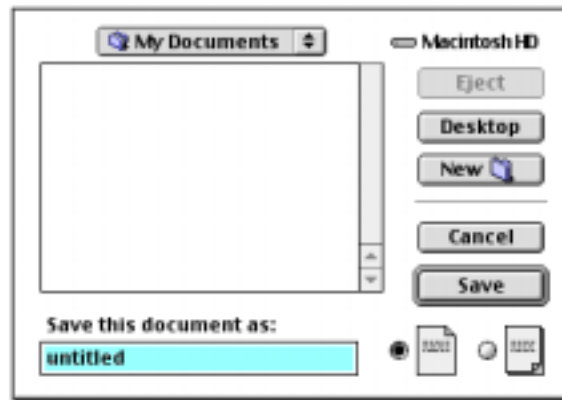 My Documents
Macintosh HD
Eject
Desktop
New
Cancel
Save
Save this document as:
untitled